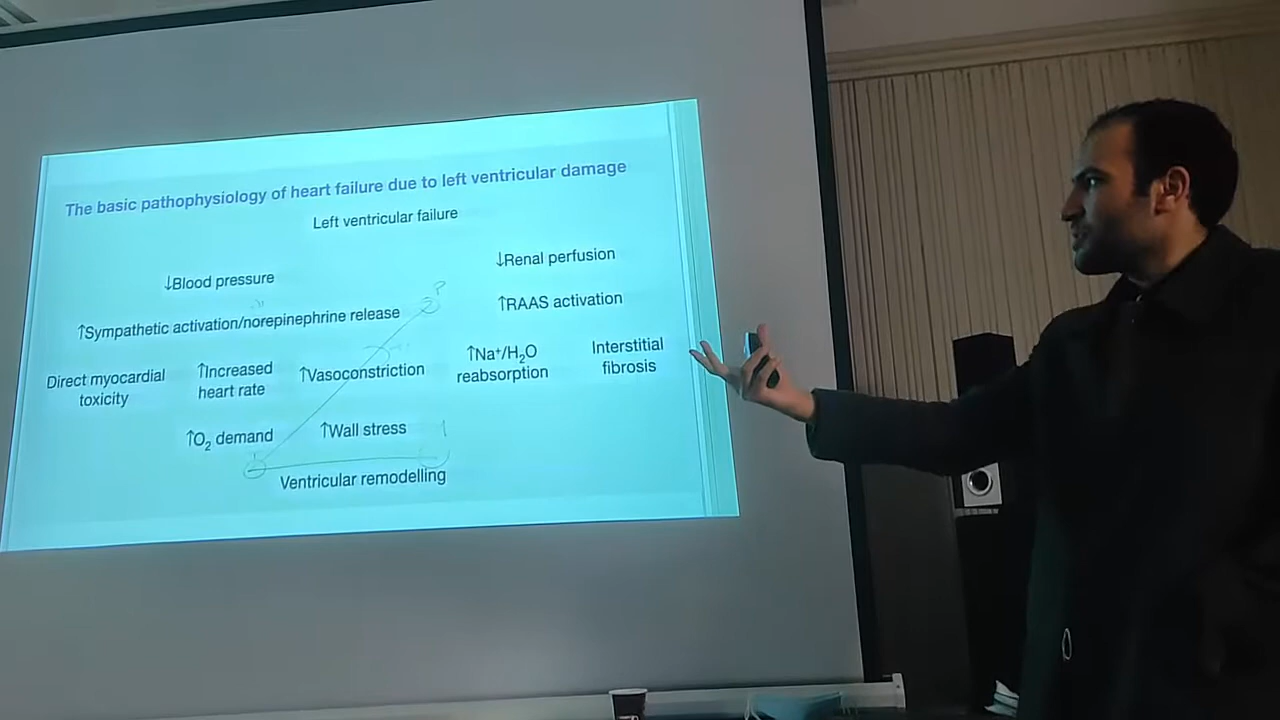 The basic pathophysiology of heart failure due to left ventricular damage
Left ventricular failure
↓Blood pressure
↓Renal perfusion
↑Sympathetic activation/norepinephrine release
↑RAAS activation
Direct myocardial
toxicity
↑Increased
heart rate
↑Vasoconstriction
↑Na⁺/H₂O
reabsorption
Interstitial
fibrosis
↑O₂ demand
↑Wall stress
Ventricular remodelling